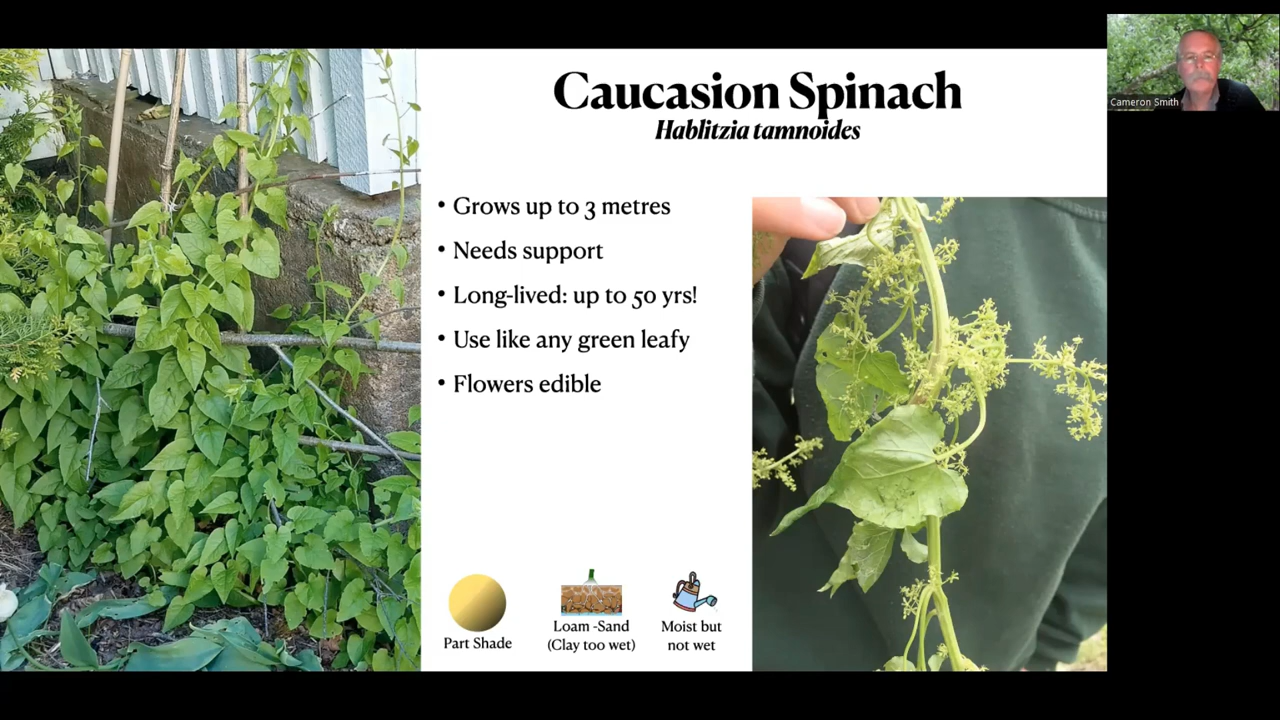 Caucasion Spinach
Hablitzia tamnoides
• Grows up to 3 metres
• Needs support
• Long-lived: up to 50 yrs!
• Use like any green leafy
• Flowers edible
Part Shade
Loam -Sand
(Clay too wet)
Moist but
not wet
Cameron Smith